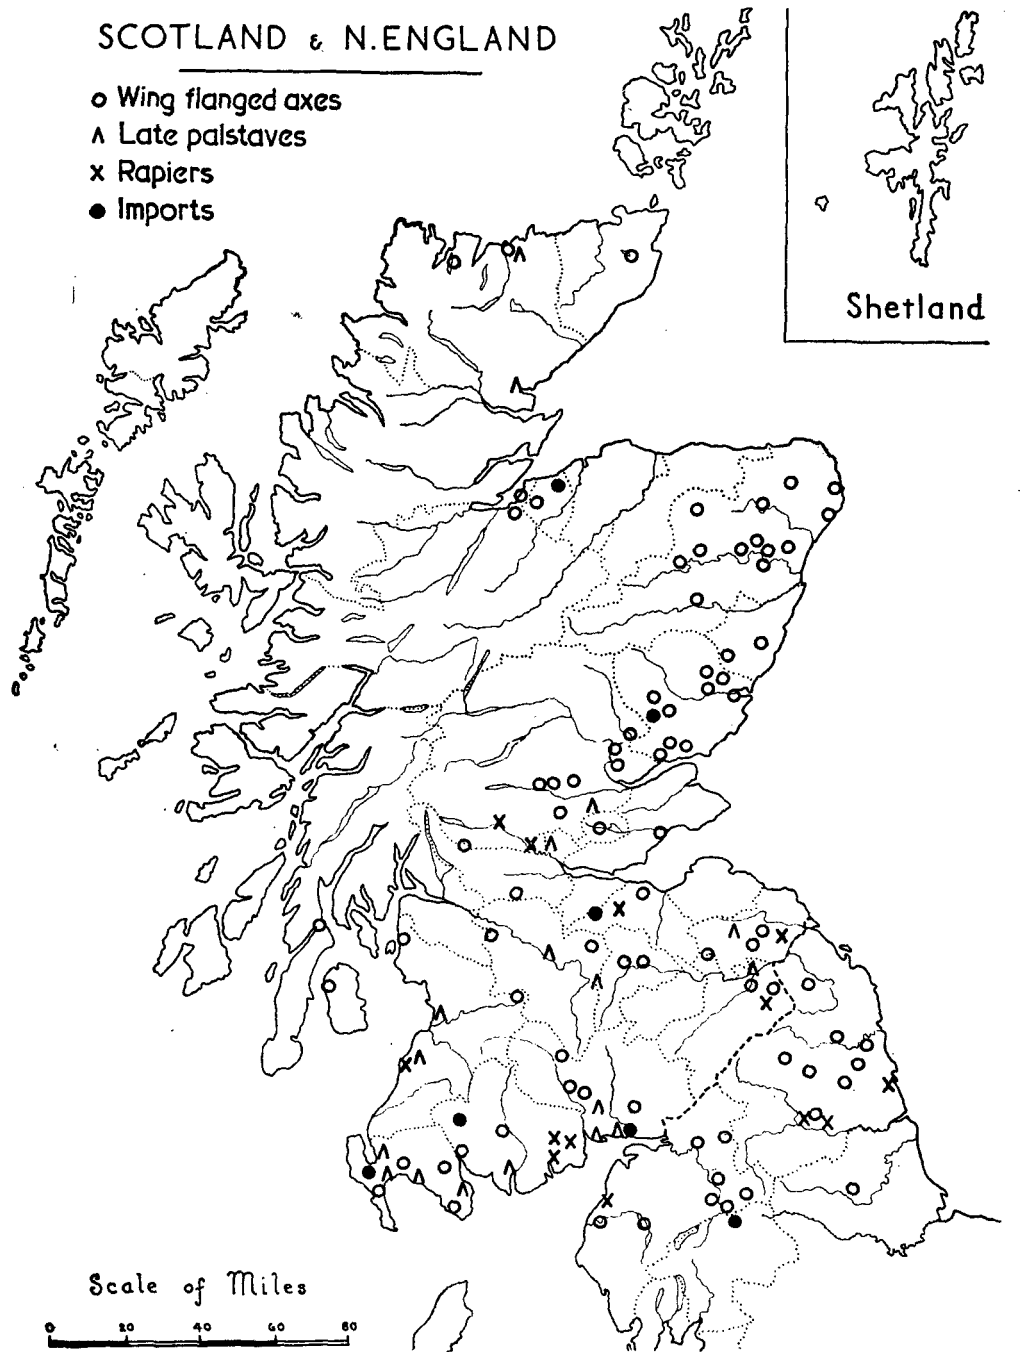 SCOTLAND & N.ENGLAND
o Wing flanged axes
ʌ Late palstaves
x Rapiers
● Imports
Shetland
Scale of Miles
0 20 40 60 80